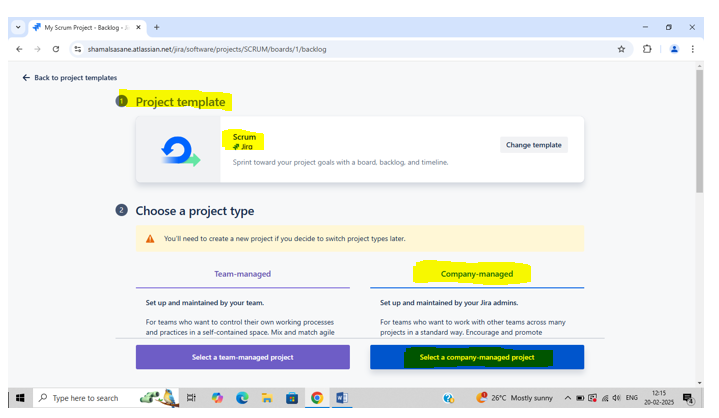 My Scrum Project - Backlog - Ji
shamalsasane.atlassian.net/jira/software/projects/SCRUM/boards/1/backlog
Back to project templates
1 Project template
Scrum
Jira
Sprint toward your project goals with a board, backlog, and timeline.
Change template
2 Choose a project type
You'll need to create a new project if you decide to switch project types later.
Team-managed
Set up and maintained by your team.
For teams who want to control their own working processes
and practices in a self-contained space. Mix and match agile
Select a team-managed project
Company-managed
Set up and maintained by your Jira admins.
For teams who want to work with other teams across many
projects in a standard way. Encourage and promote
Select a company-managed project
Type here to search
26°C Mostly sunny
ENG
12:15
20-02-2025
4